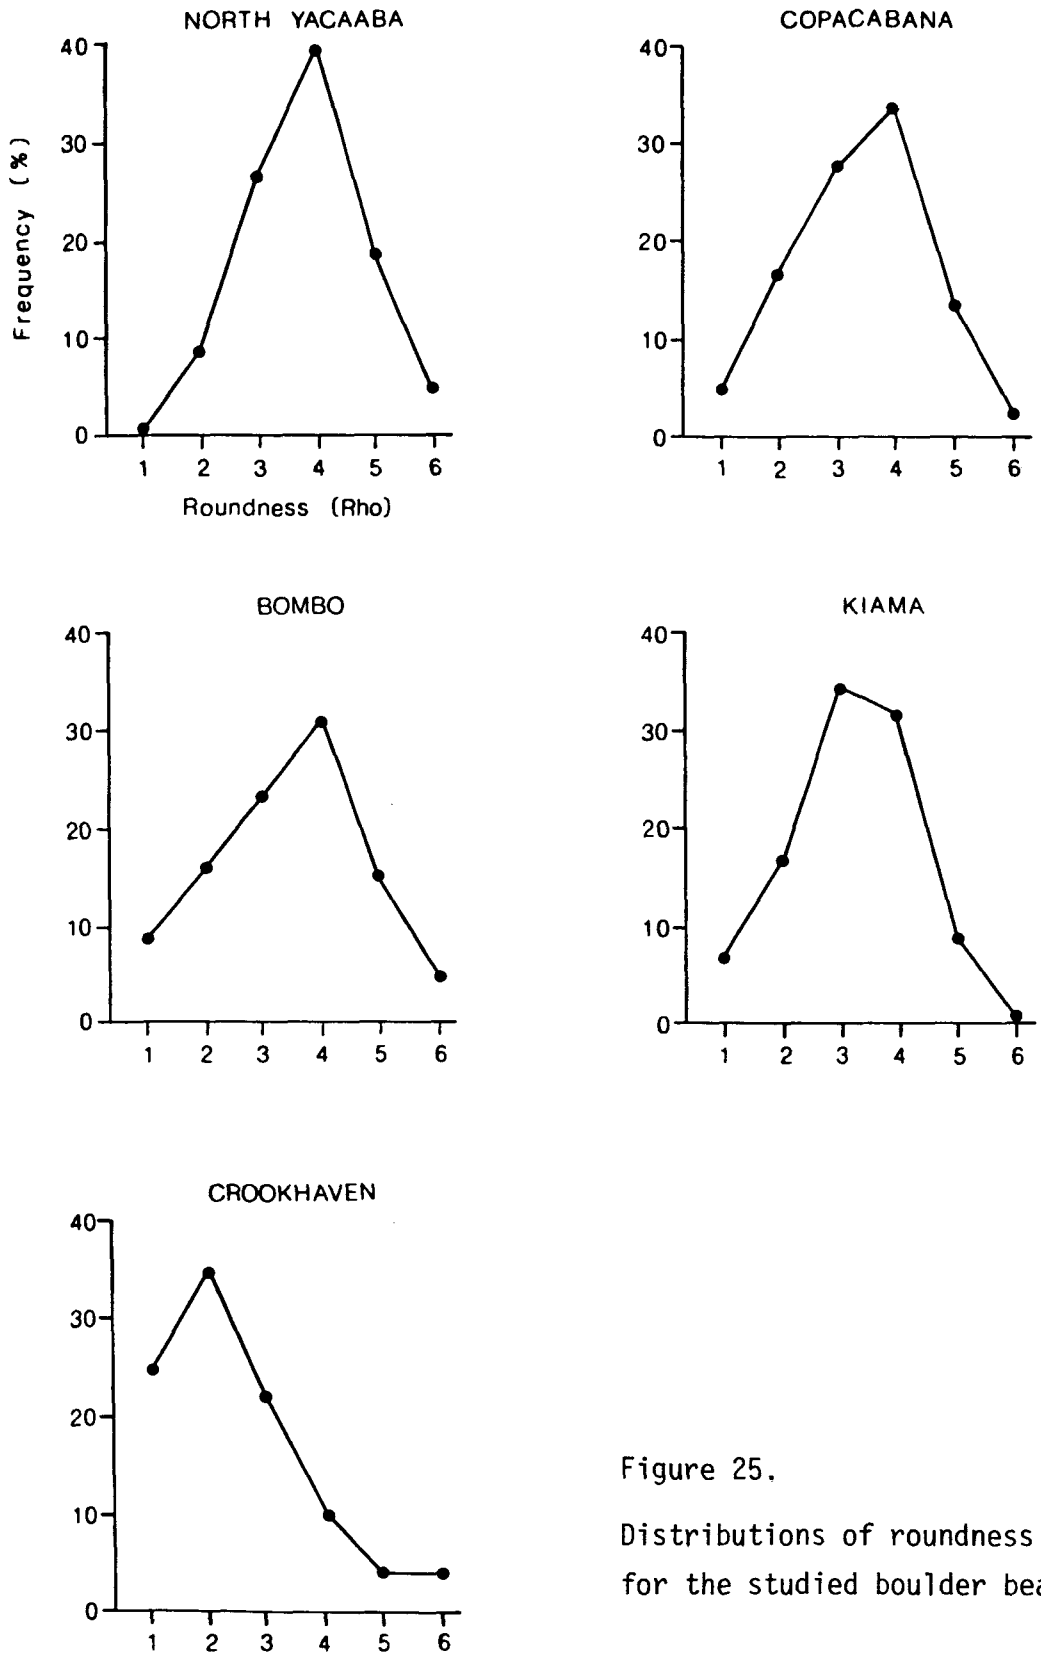 NORTH YACAABA
40
30
20
10
0
Frequency (%)
1 2 3 4 5 6
Roundness (Rho)
COPACABANA
40
30
20
10
0
1 2 3 4 5 6
BOMBO
40
30
20
10
0
1 2 3 4 5 6
KIAMA
40
30
20
10
0
1 2 3 4 5 6
CROOKHAVEN
40
30
20
10
0
1 2 3 4 5 6
Figure 25.
Distributions of roundness
for the studied boulder bea